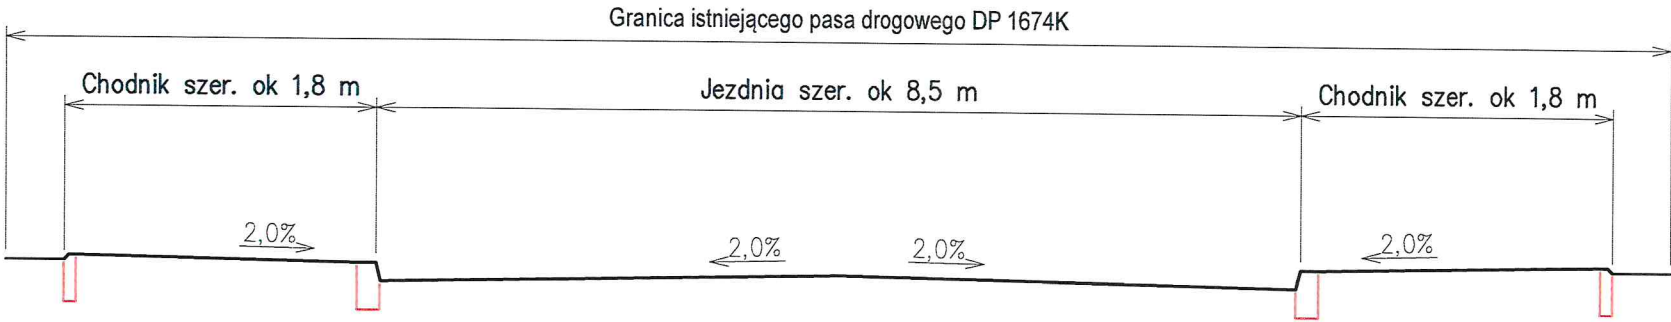 Granica istniejącego pasa drogowego DP 1674K
Chodnik szer. ok 1,8 m
Jezdnia szer. ok 8,5 m
Chodnik szer. ok 1,8 m
2,0%
2,0%
2,0%
2,0%